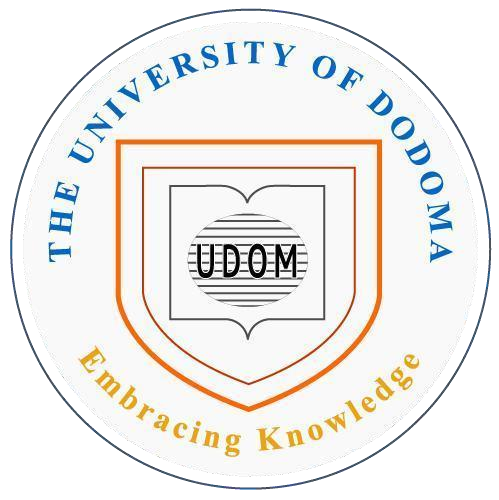 THE UNIVERSITY OF DODOMA
UDOM
Embracing Knowledge